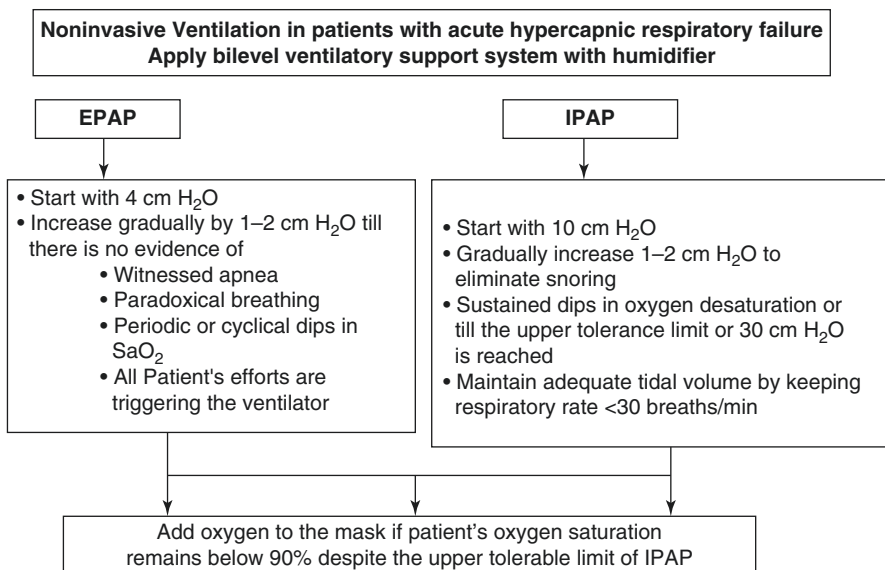 Noninvasive Ventilation in patients with acute hypercapnic respiratory failure
Apply bilevel ventilatory support system with humidifier
EPAP
• Start with 4 cm H₂O
• Increase gradually by 1–2 cm H₂O till
there is no evidence of
• Witnessed apnea
• Paradoxical breathing
• Periodic or cyclical dips in
SaO₂
• All Patient's efforts are
triggering the ventilator
IPAP
• Start with 10 cm H₂O
• Gradually increase 1–2 cm H₂O to
eliminate snoring
• Sustained dips in oxygen desaturation or
till the upper tolerance limit or 30 cm H₂O
is reached
• Maintain adequate tidal volume by keeping
respiratory rate <30 breaths/min
Add oxygen to the mask if patient’s oxygen saturation
remains below 90% despite the upper tolerable limit of IPAP